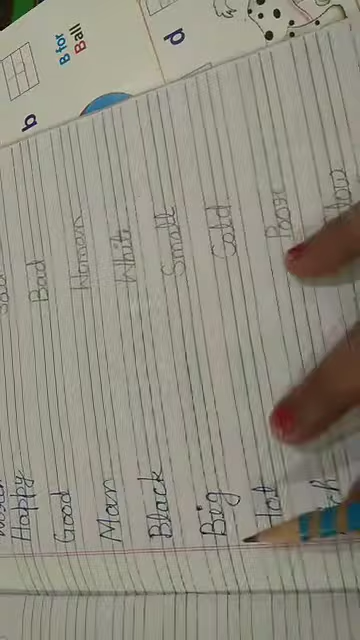 b
B for
Ball
d
Happy Sad
Good Bad
Man Woman
Black White
Big Small
Hot Cold
Poor